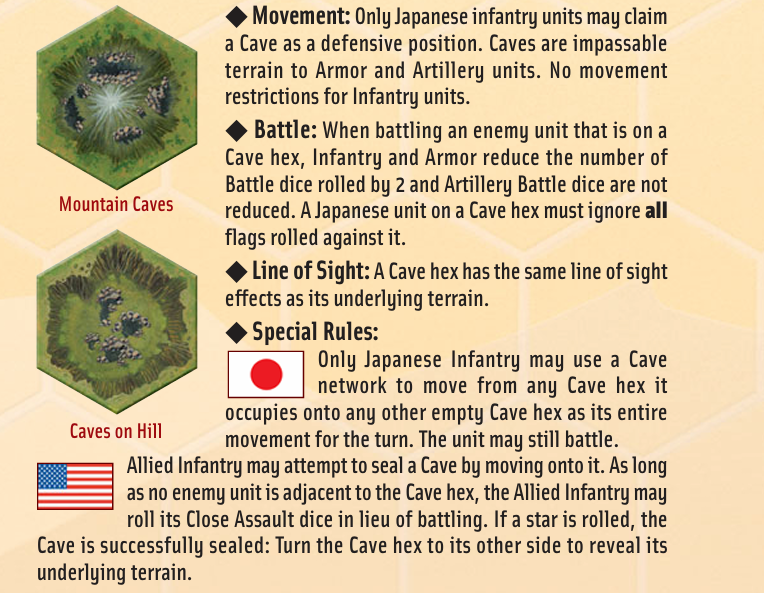 ◆ Movement: Only Japanese infantry units may claim
a Cave as a defensive position. Caves are impassable
terrain to Armor and Artillery units. No movement
restrictions for Infantry units.
◆ Battle: When battling an enemy unit that is on a
Cave hex, Infantry and Armor reduce the number of
Battle dice rolled by 2 and Artillery Battle dice are not
reduced. A Japanese unit on a Cave hex must ignore all
flags rolled against it.
Mountain Caves
◆ Line of Sight: A Cave hex has the same line of sight
effects as its underlying terrain.
◆ Special Rules:
Only Japanese Infantry may use a Cave
network to move from any Cave hex it
occupies onto any other empty Cave hex as its entire
movement for the turn. The unit may still battle.
Caves on Hill
Allied Infantry may attempt to seal a Cave by moving onto it. As long
as no enemy unit is adjacent to the Cave hex, the Allied Infantry may
roll its Close Assault dice in lieu of battling. If a star is rolled, the
Cave is successfully sealed: Turn the Cave hex to its other side to reveal its
underlying terrain.